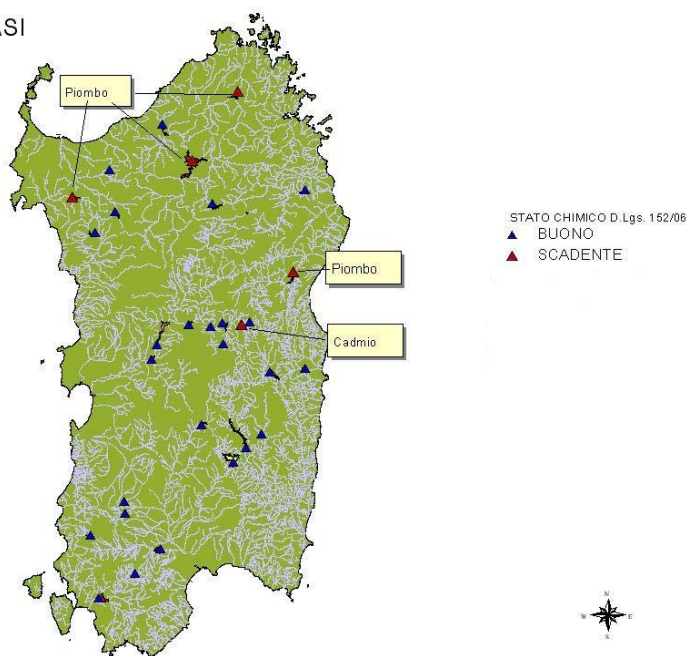 ASI
Piombo
STATO CHIMICO D.Lgs. 152/06
BUONO
SCADENTE
Piombo
Cadmio
N
W E
S